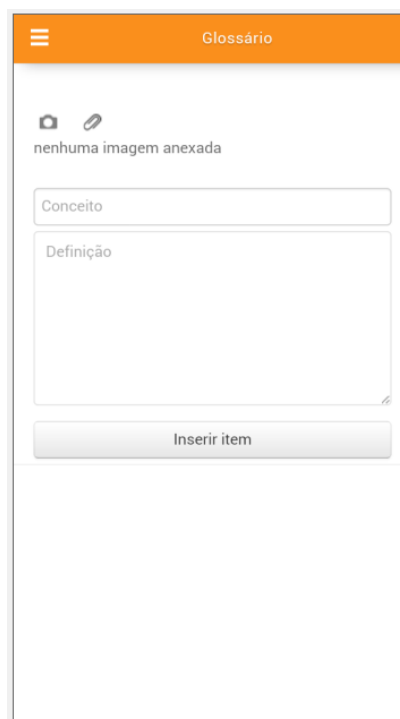 Glossário
nenhuma imagem anexada
Conceito
Definição
Inserir item